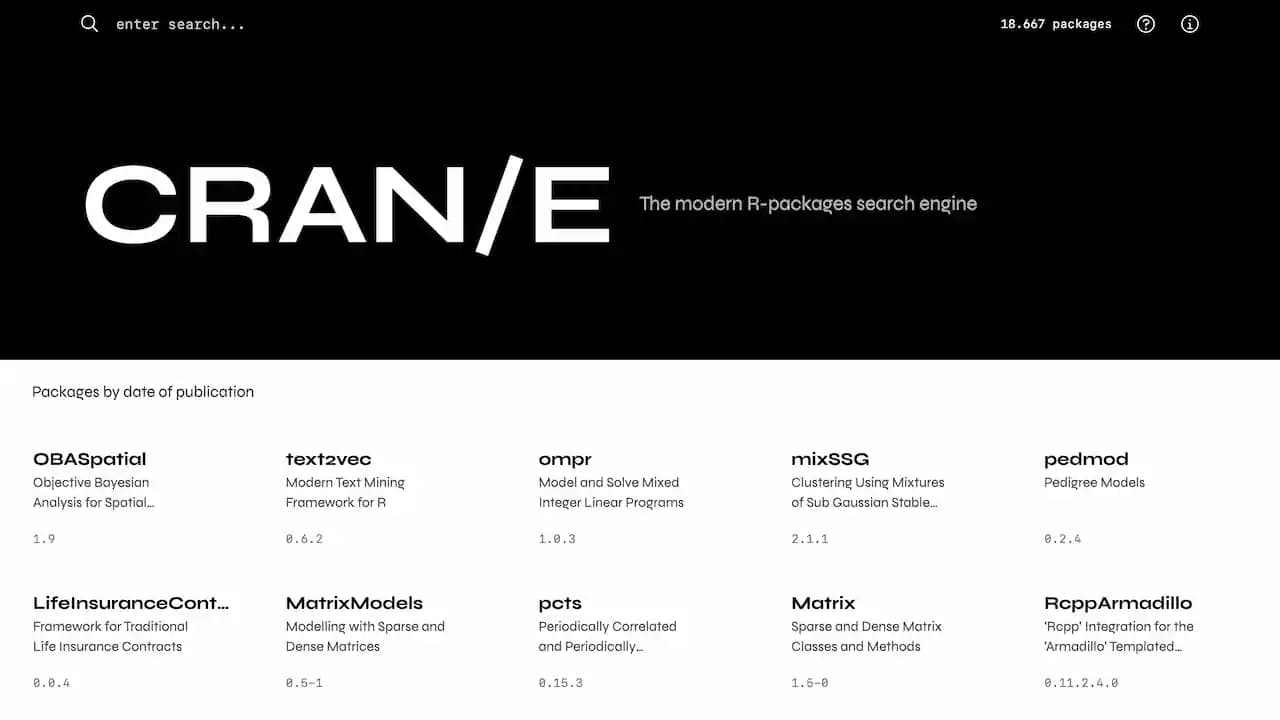 enter search...
18.667 packages
CRAN/E
The modern R-packages search engine
Packages by date of publication
OBASpatial
Objective Bayesian
Analysis for Spatial...
1.9
text2vec
Modern Text Mining
Framework for R
0.6.2
ompr
Model and Solve Mixed
Integer Linear Programs
1.0.3
mixSSG
Clustering Using Mixtures
of Sub Gaussian Stable...
2.1.1
pedmod
Pedigree Models
0.2.4
LifeInsuranceCont...
Framework for Traditional
Life Insurance Contracts
0.0.4
MatrixModels
Modelling with Sparse and
Dense Matrices
0.5-1
pcts
Periodically Correlated
and Periodically...
0.15.3
Matrix
Sparse and Dense Matrix
Classes and Methods
1.5-0
RcppArmadillo
'Rcpp' Integration for the
'Armadillo' Templated...
0.11.2.4.0